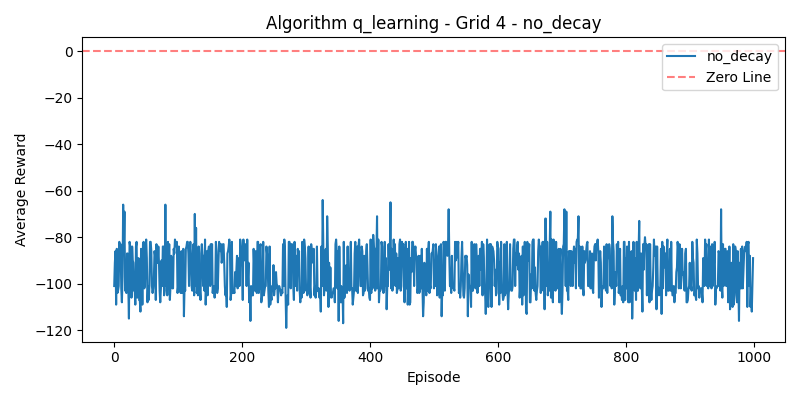 Algorithm q_learning - Grid 4 - no_decay
no_decay
Zero Line
Average Reward
0
−20
−40
−60
−80
−100
−120
0
200
400
600
800
1000
Episode